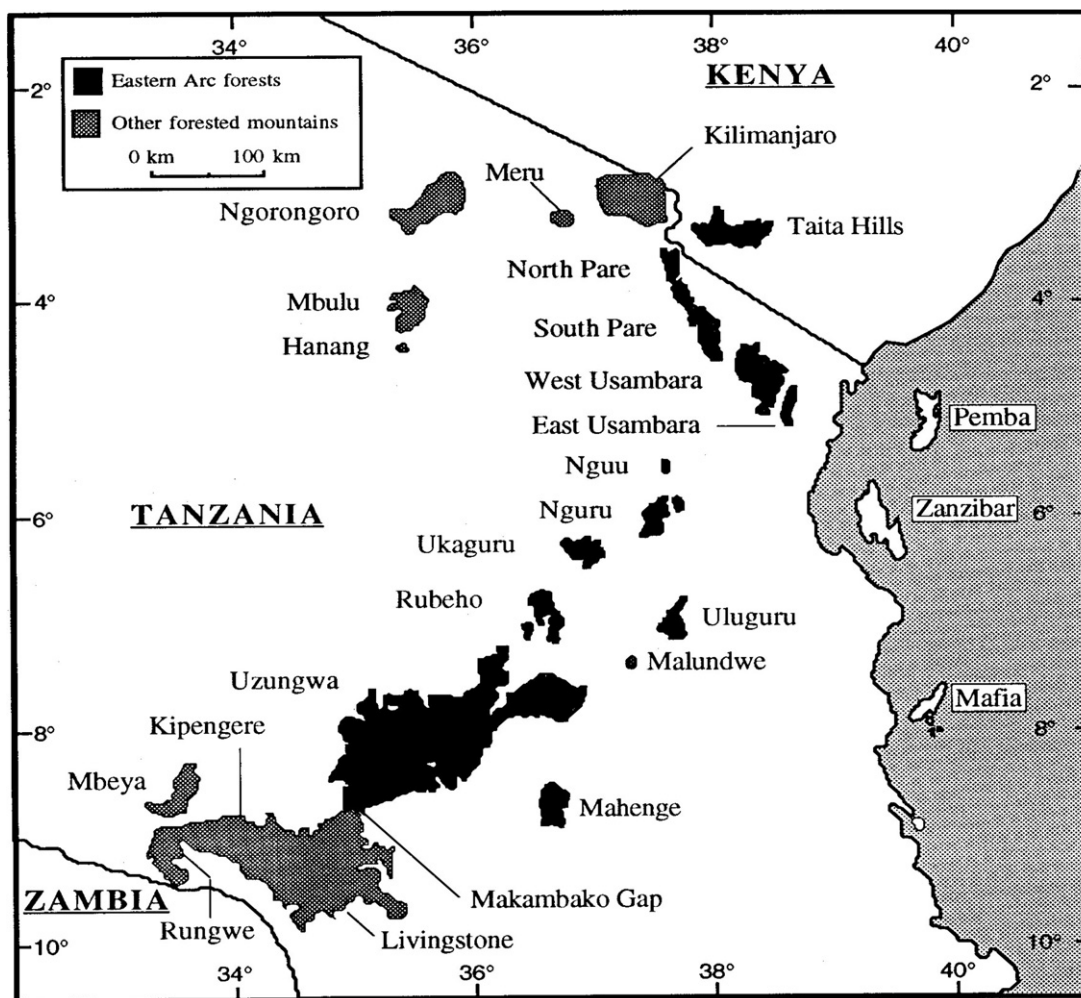 34°
36°
38°
40°
KENYA
Eastern Arc forests
2°
2°
Other forested mountains
0 km 100 km
Kilimanjaro
Meru
Ngorongoro
Taita Hills
North Pare
Mbulu
4°
4°
South Pare
Hanang
West Usambara
East Usambara
Pemba
Nguu
TANZANIA
Nguru
Zanzibar
6°
6°
Ukaguru
Rubeho
Uluguru
Malundwe
Uzungwa
Mafia
Kipengere
8°
8°
Mbeya
Mahenge
ZAMBIA
Makambako Gap
Rungwe
Livingstone
10°
10°
34°
36°
38°
40°